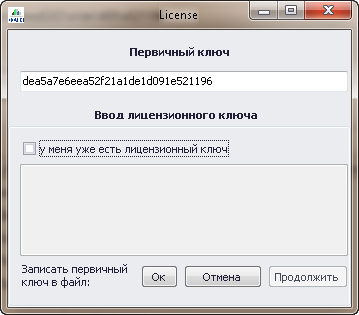 License
Первичный ключ
dea5a7e6eea52f21a1de1d091e521196
Ввод лицензионного ключа
у меня уже есть лицензионный ключ
Записать первичный
ключ в файл:
Ок
Отмена
Продолжить